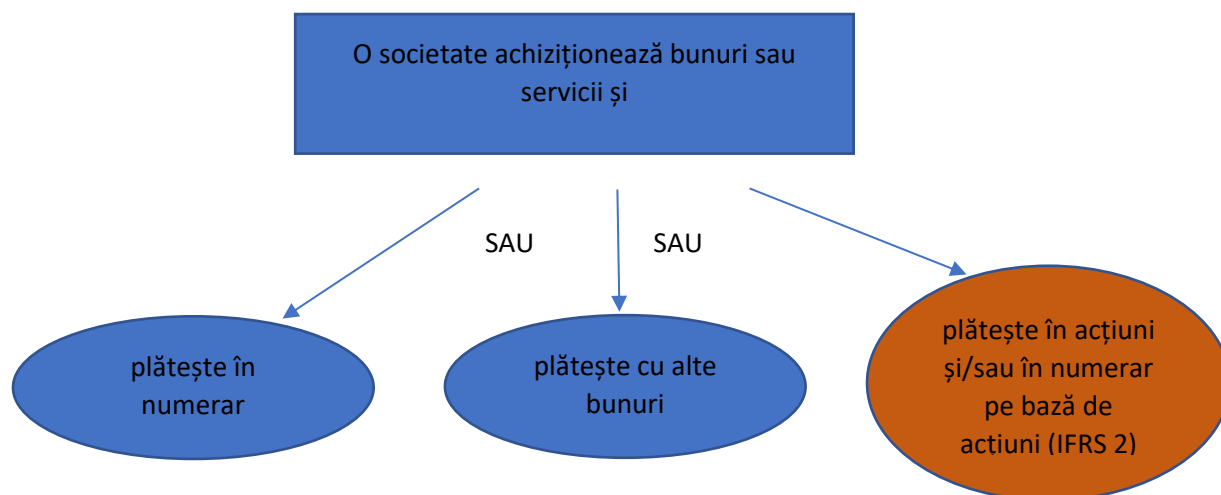 O societate achiziționează bunuri sau
servicii și
SAU
SAU
plătește în
numerar
plătește cu alte
bunuri
plătește în acțiuni
și/sau în numerar
pe bază de
acțiuni (IFRS 2)